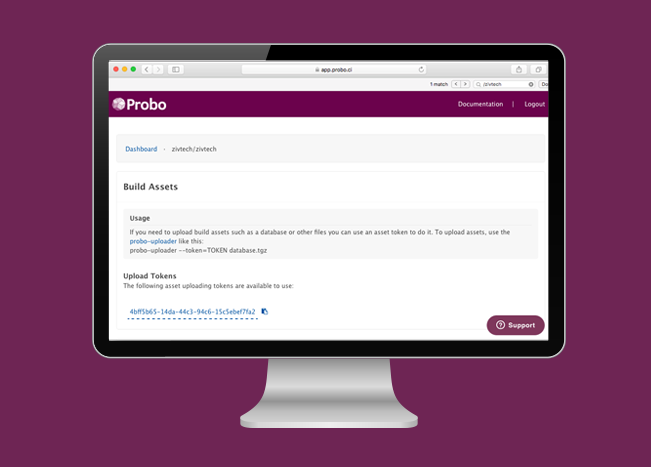 app.probo.ci
1 match < > /zivtech Do
Probo
Documentation | Logout
Dashboard › zivtech/zivtech
Build Assets
Usage
If you need to upload build assets such as a database or other files you can use an asset token to do it. To upload assets, use the
probo-uploader like this:
probo-uploader --token=TOKEN database.tgz
Upload Tokens
The following asset uploading tokens are available to use:
4bff5b65-14da-44c3-94c6-15c5ebef7fa2
Support